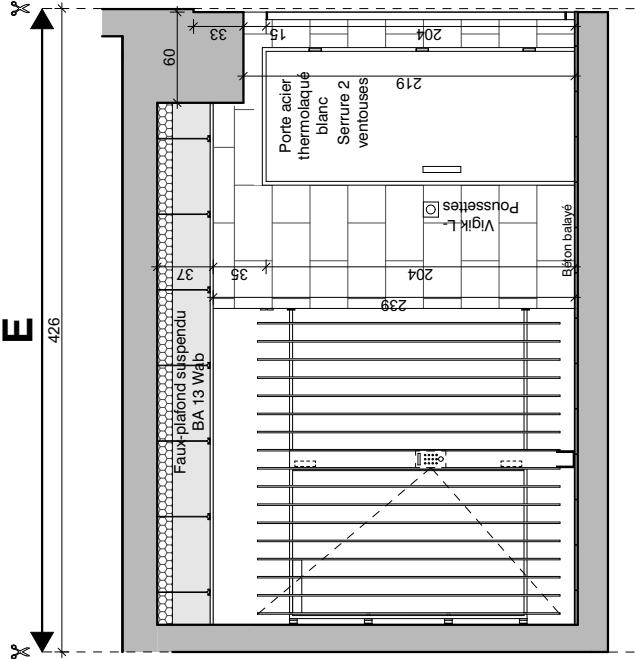 E
426
60
33
15
204
219
Porte acier
thermolaqué
blanc
Serrure 2
ventouses
Vigik L-
Poussettes
Béton balayé
37
35
204
239
Faux-plafond suspendu
BA 13 Wab